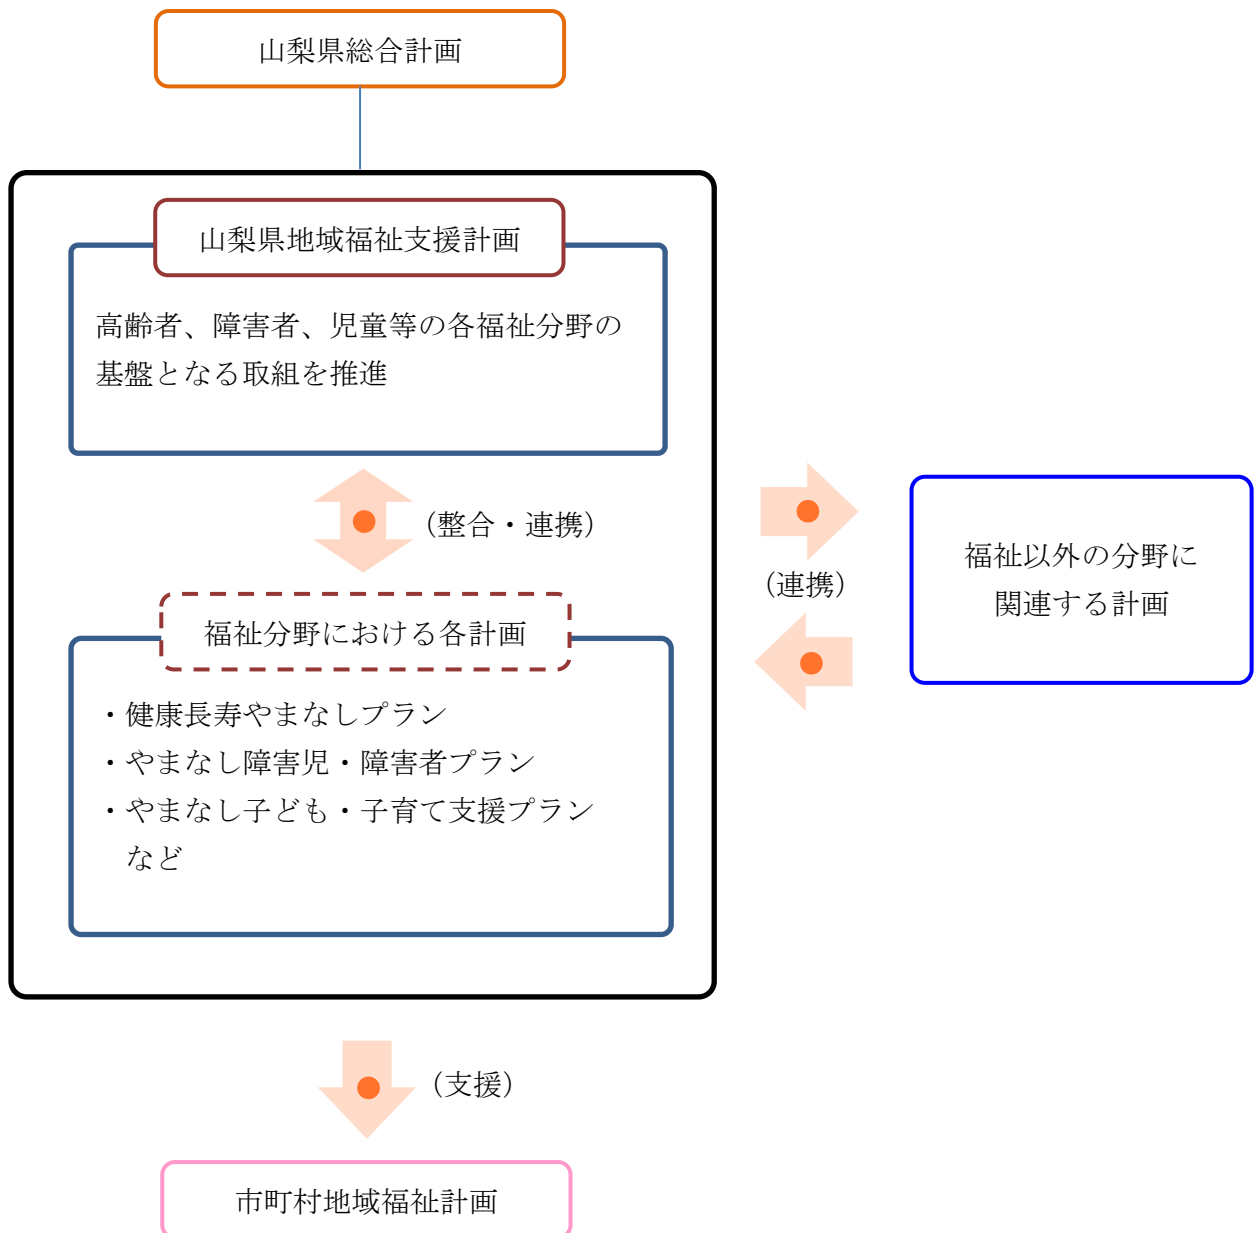 山梨県総合計画
山梨県地域福祉支援計画
高齢者、障害者、児童等の各福祉分野の
基盤となる取組を推進
（整合・連携）
福祉分野における各計画
・健康長寿やまなしプラン
・やまなし障害児・障害者プラン
・やまなし子ども・子育て支援プラン
など
（連携）
福祉以外の分野に
関連する計画
（支援）
市町村地域福祉計画